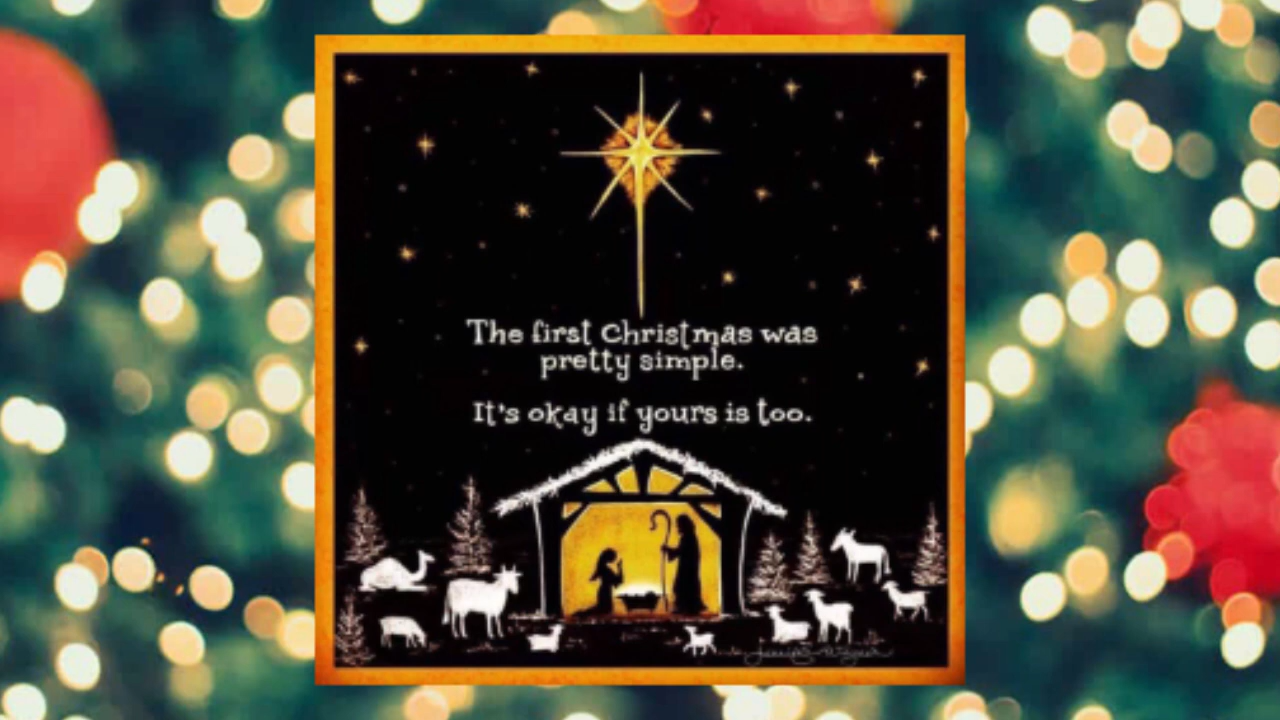 The first Christmas was
pretty simple.
It's okay if yours is too.